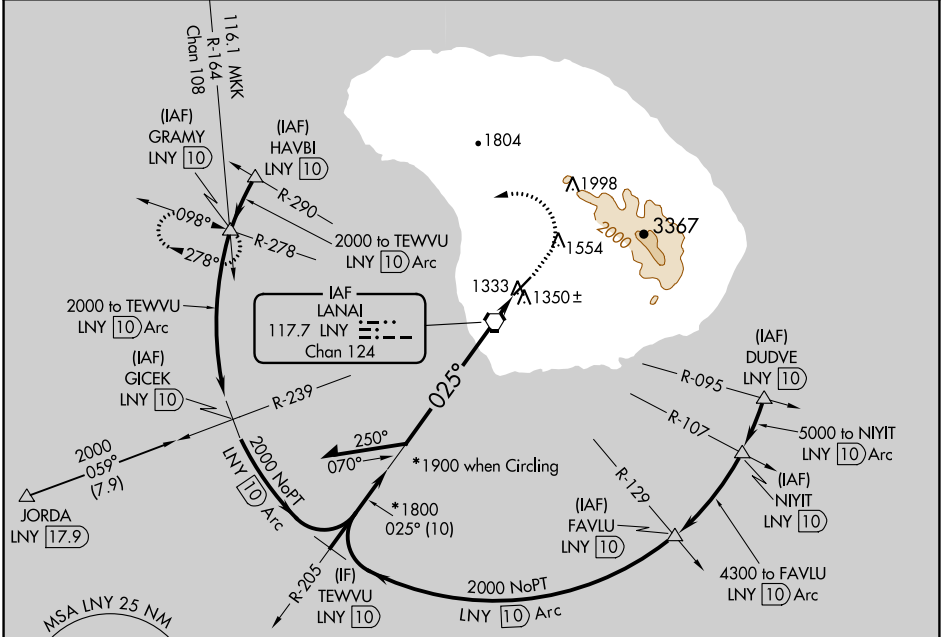 116.1 MKK
R-164
Chan 108
(IAF)
GRAMY
LNY 10
(IAF)
HAVBI
LNY 10
R-290
1804
1998
098°
R-278
2000 to TEWVU
LNY 10 Arc
278°
2000
3367
1554
2000 to TEWVU
LNY 10 Arc
IAF
LANAI
117.7 LNY
Chan 124
1333
1350±
(IAF)
GICEK
LNY 10
R-239
025°
(IAF)
DUDVE
LNY 10
R-095
R-107
5000 to NIYIT
LNY 10 Arc
2000
059°
(7.9)
JORDA
LNY 17.9
2000 NoPT
LNY 10 Arc
250°
070°
*1900 when Circling
*1800
025° (10)
R-129
(IAF)
NIYIT
LNY 10
(IAF)
FAVLU
LNY 10
R-205
(IF)
TEWVU
LNY 10
2000 NoPT
LNY 10 Arc
4300 to FAVLU
LNY 10 Arc
MSA LNY 25 NM